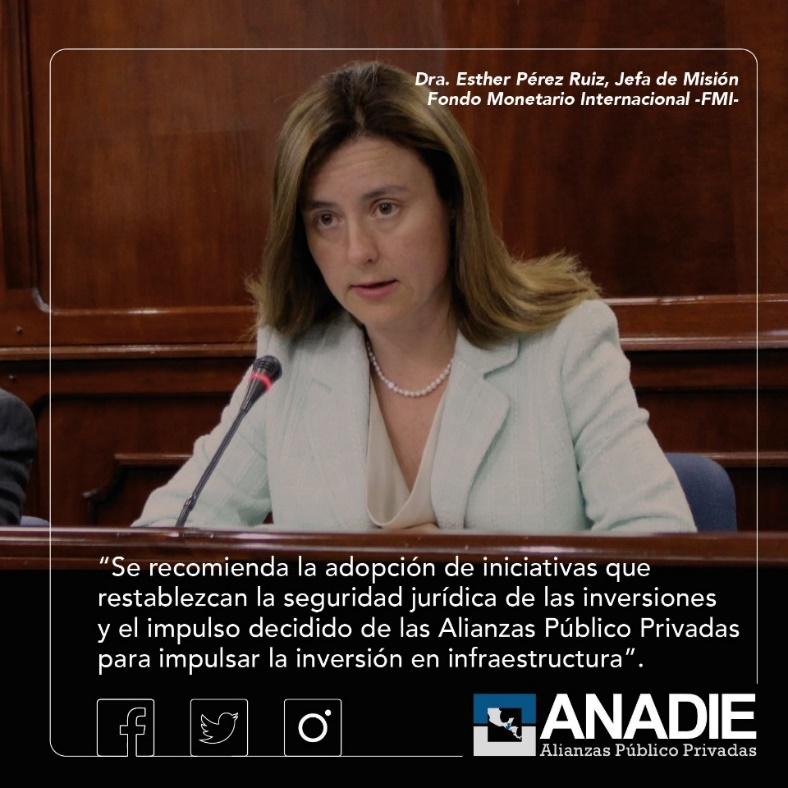 Dra. Esther Pérez Ruiz, Jefa de Misión
Fondo Monetario Internacional -FMI-
“Se recomienda la adopción de iniciativas que
restablezcan la seguridad jurídica de las inversiones
y el impulso decidido de las Alianzas Público Privadas
para impulsar la inversión en infraestructura”.
ANADIE
Alianzas Público Privadas